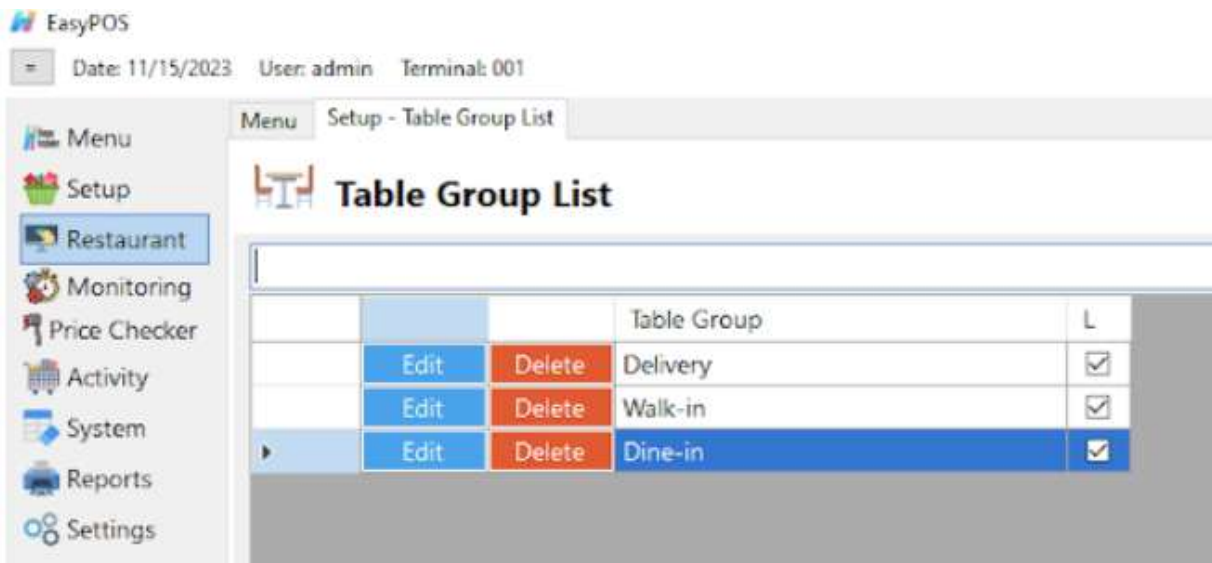 EasyPOS
= Date: 11/15/2023 User: admin Terminal: 001
Menu
Setup
Restaurant
Monitoring
Price Checker
Activity
System
Reports
Settings
Menu Setup - Table Group List
Table Group List
Table Group L
Edit Delete Delivery
Edit Delete Walk-in
Edit Delete Dine-in